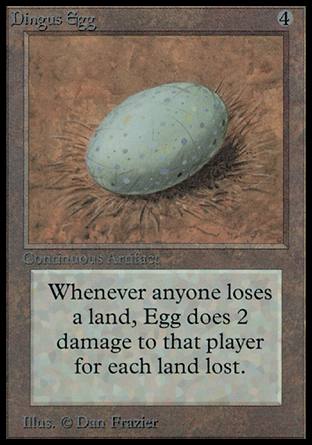 Dingus Egg 4
Continuous Artifact
Whenever anyone loses
a land, Egg does 2
damage to that player
for each land lost.
Illus. © Dan Frazier